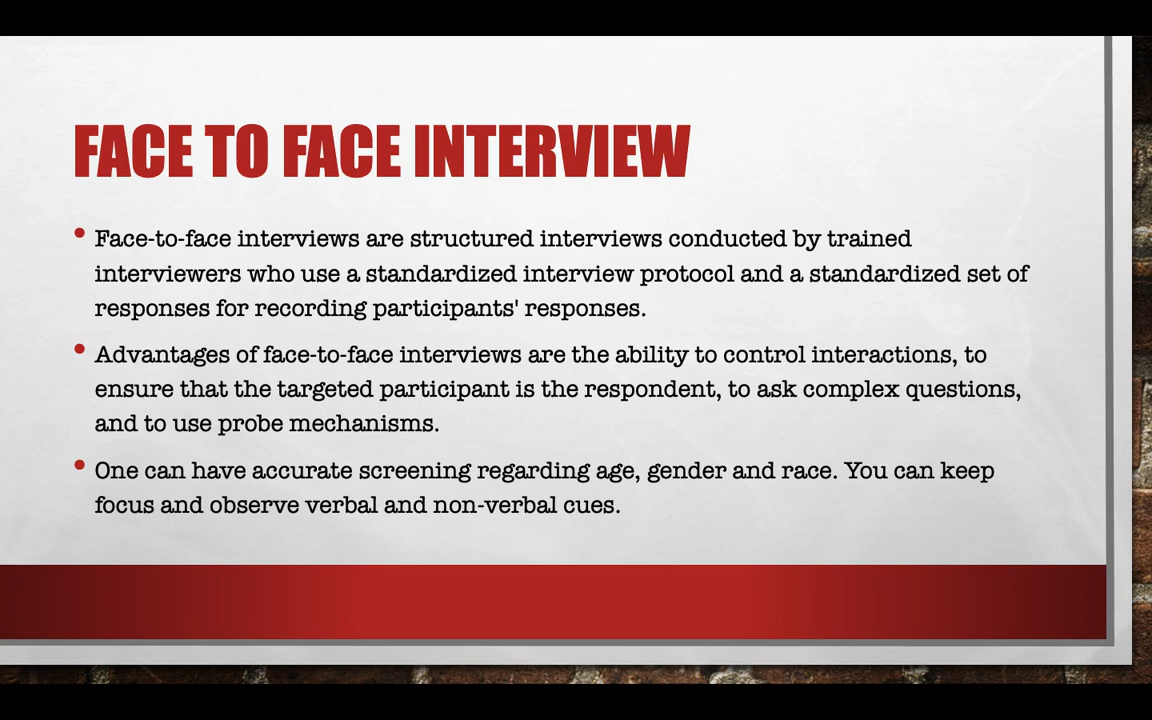 FACE TO FACE INTERVIEW
• Face-to-face interviews are structured interviews conducted by trained
interviewers who use a standardized interview protocol and a standardized set of
responses for recording participants' responses.
• Advantages of face-to-face interviews are the ability to control interactions, to
ensure that the targeted participant is the respondent, to ask complex questions,
and to use probe mechanisms.
• One can have accurate screening regarding age, gender and race. You can keep
focus and observe verbal and non-verbal cues.